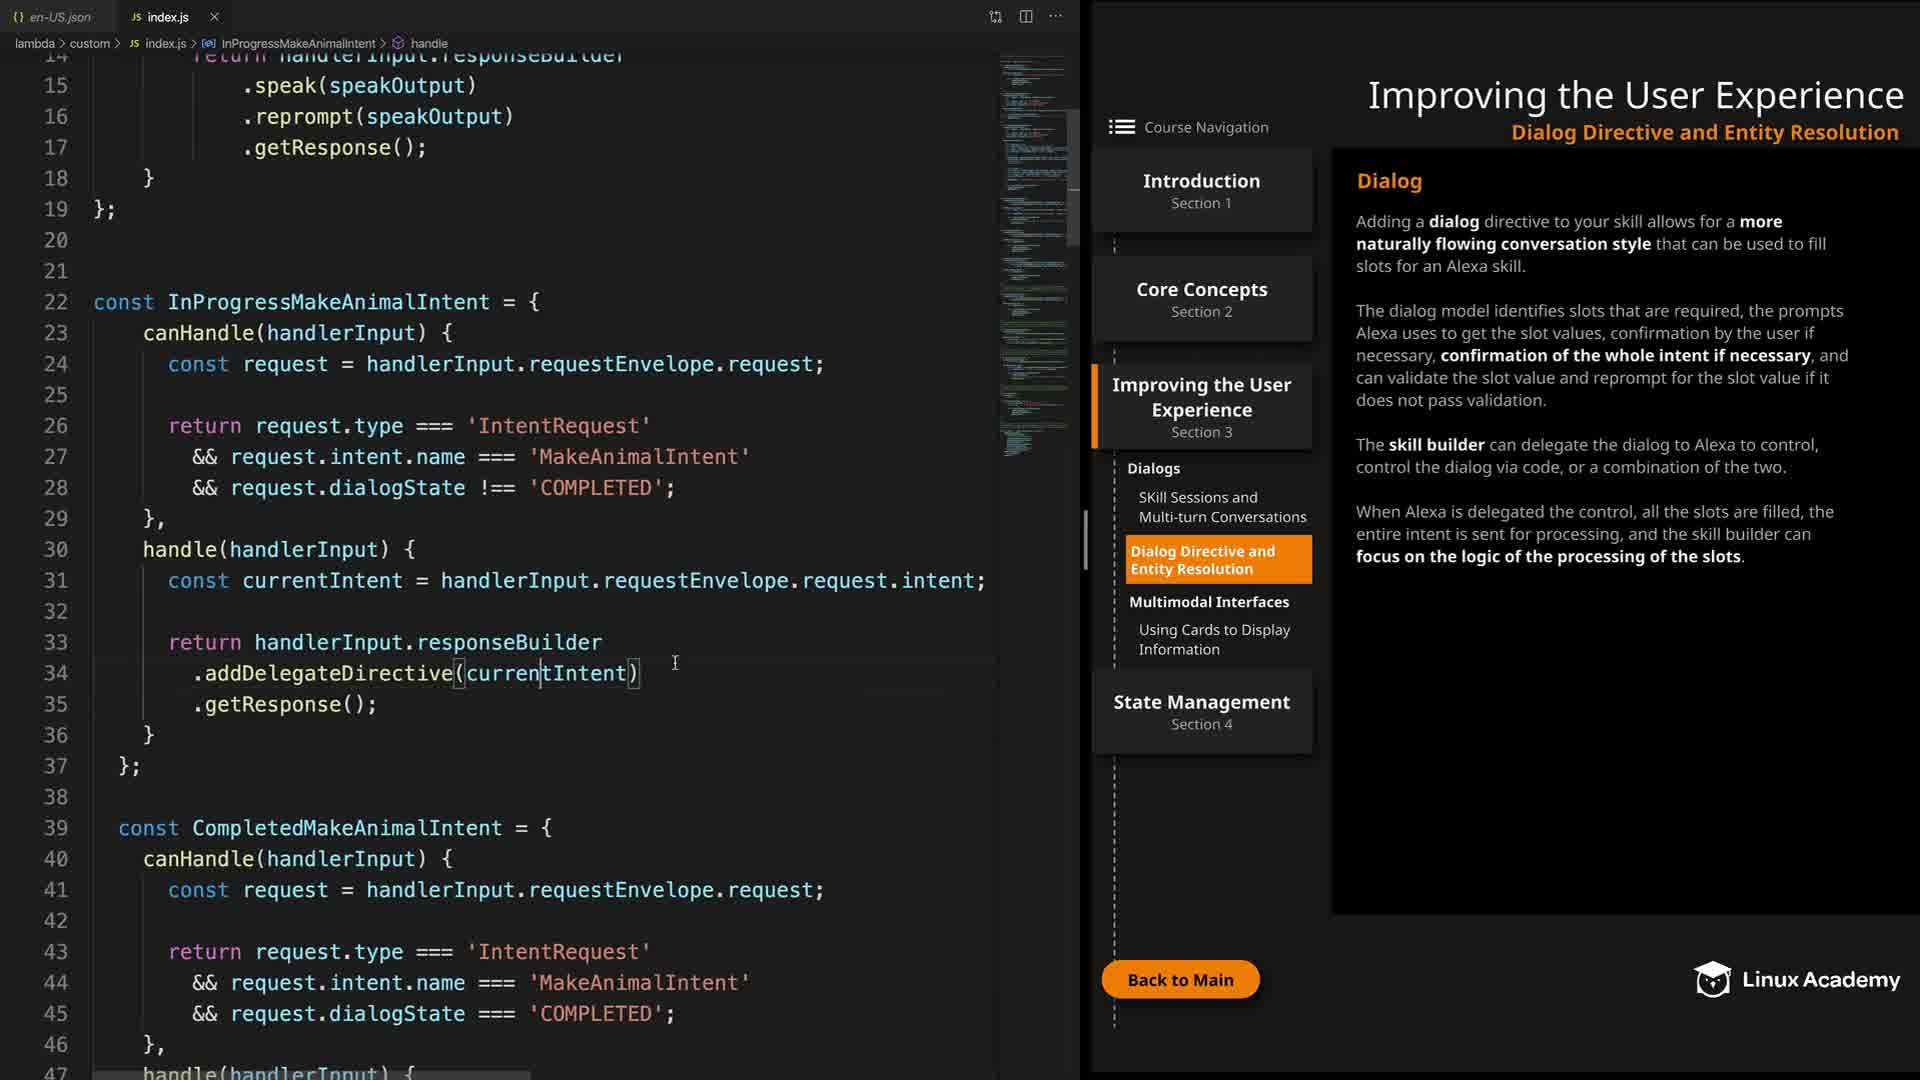 {} en-US.json
JS index.js
lambda > custom > JS index.js > InProgressMakeAnimalIntent > handle
14 return handlerInput.responseBuilder
15 .speak(speakOutput)
16 .reprompt(speakOutput)
17 .getResponse();
18 }
19 };
20
21
22 const InProgressMakeAnimalIntent = {
23 canHandle(handlerInput) {
24 const request = handlerInput.requestEnvelope.request;
25
26 return request.type === 'IntentRequest'
27 && request.intent.name === 'MakeAnimalIntent'
28 && request.dialogState !== 'COMPLETED';
29 },
30 handle(handlerInput) {
31 const currentIntent = handlerInput.requestEnvelope.request.intent;
32
33 return handlerInput.responseBuilder
34 .addDelegateDirective(currentIntent)
35 .getResponse();
36 }
37 };
38
39 const CompletedMakeAnimalIntent = {
40 canHandle(handlerInput) {
41 const request = handlerInput.requestEnvelope.request;
42
43 return request.type === 'IntentRequest'
44 && request.intent.name === 'MakeAnimalIntent'
45 && request.dialogState === 'COMPLETED';
46 },
47 handle(handlerInput) {
Improving the User Experience
Dialog Directive and Entity Resolution
Course Navigation
Introduction
Section 1
Core Concepts
Section 2
Improving the User
Experience
Section 3
Dialogs
SKill Sessions and
Multi-turn Conversations
Dialog Directive and
Entity Resolution
Multimodal Interfaces
Using Cards to Display
Information
State Management
Section 4
Back to Main
Dialog
Adding a dialog directive to your skill allows for a more
naturally flowing conversation style that can be used to fill
slots for an Alexa skill.
The dialog model identifies slots that are required, the prompts
Alexa uses to get the slot values, confirmation by the user if
necessary, confirmation of the whole intent if necessary, and
can validate the slot value and reprompt for the slot value if it
does not pass validation.
The skill builder can delegate the dialog to Alexa to control,
control the dialog via code, or a combination of the two.
When Alexa is delegated the control, all the slots are filled, the
entire intent is sent for processing, and the skill builder can
focus on the logic of the processing of the slots.
Linux Academy